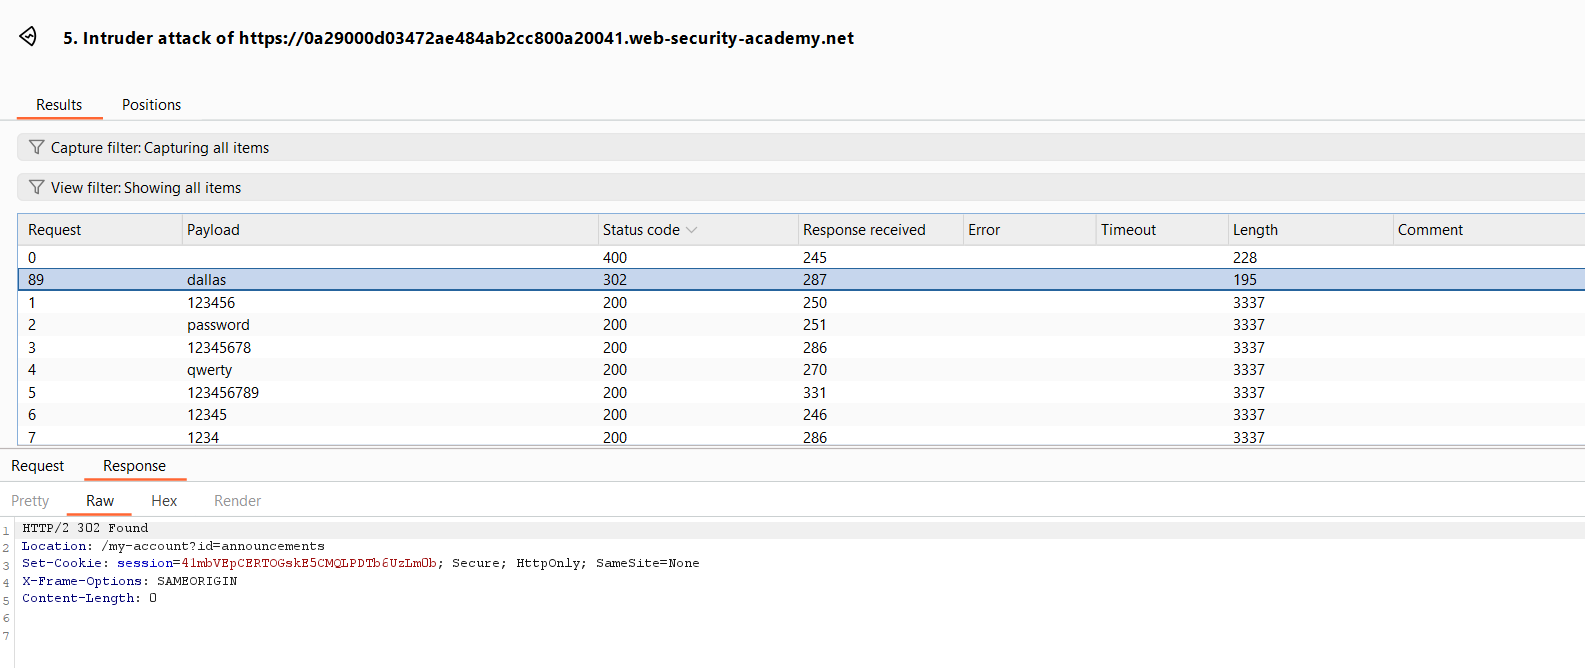 5. Intruder attack of https://0a29000d03472ae484ab2cc800a20041.web-security-academy.net
Results Positions
Capture filter: Capturing all items
View filter: Showing all items
Request Payload Status code Response received Error Timeout Length Comment
0 400 245 228
89 dallas 302 287 195
1 123456 200 250 3337
2 password 200 251 3337
3 12345678 200 286 3337
4 qwerty 200 270 3337
5 123456789 200 331 3337
6 12345 200 246 3337
7 1234 200 286 3337
Request Response
Pretty Raw Hex Render
1 HTTP/2 302 Found
2 Location: /my-account?id=announcements
3 Set-Cookie: session=41mbVEpCERTOGskE5CMQLPDTb6UzLm0b; Secure; HttpOnly; SameSite=None
4 X-Frame-Options: SAMEORIGIN
5 Content-Length: 0
6
7